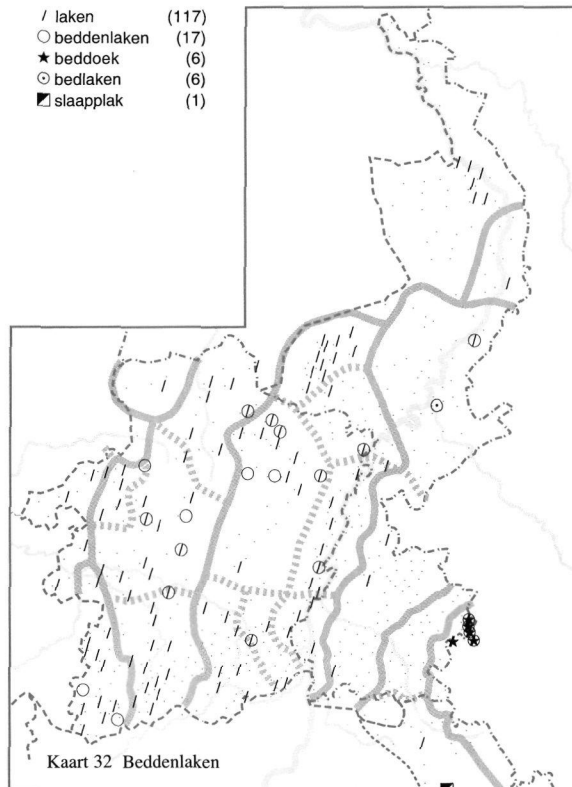 laken (117)
beddenlaken (17)
beddoek (6)
bedlaken (6)
slaapplak (1)
Kaart 32 Beddenlaken